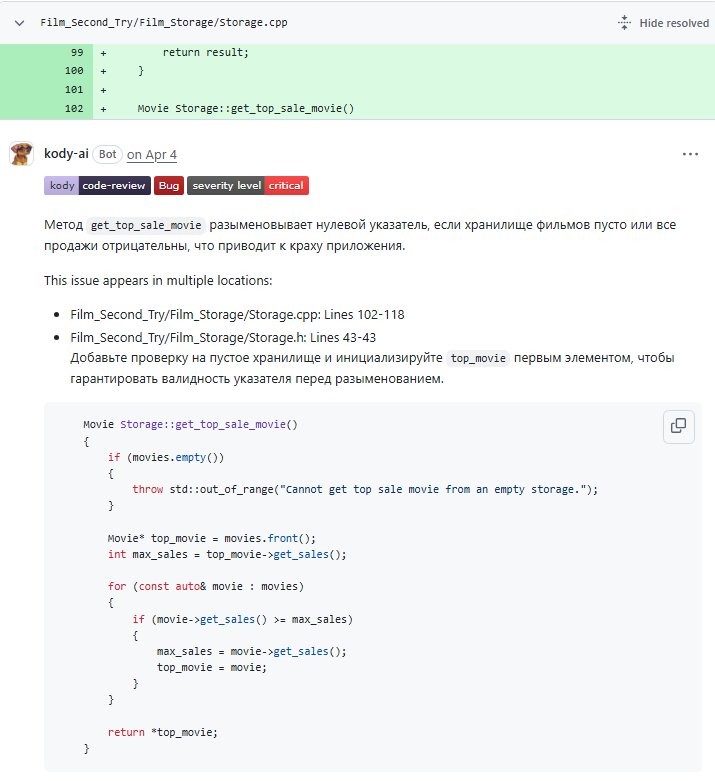 Film_Second_Try/Film_Storage/Storage.cpp
Hide resolved
99 + return result;
100 + }
101 +
102 + Movie Storage::get_top_sale_movie()
kody-ai Bot on Apr 4
kody code-review Bug severity level critical
Метод get_top_sale_movie разыменовывает нулевой указатель, если хранилище фильмов пусто или все
продажи отрицательны, что приводит к краху приложения.
This issue appears in multiple locations:
• Film_Second_Try/Film_Storage/Storage.cpp: Lines 102-118
• Film_Second_Try/Film_Storage/Storage.h: Lines 43-43
Добавьте проверку на пустое хранилище и инициализируйте top_movie первым элементом, чтобы
гарантировать валидность указателя перед разыменованием.
Movie Storage::get_top_sale_movie()
{
    if (movies.empty())
    {
        throw std::out_of_range("Cannot get top sale movie from an empty storage.");
    }
    Movie* top_movie = movies.front();
    int max_sales = top_movie->get_sales();
    for (const auto& movie : movies)
    {
        if (movie->get_sales() >= max_sales)
        {
            max_sales = movie->get_sales();
            top_movie = movie;
        }
    }
    return *top_movie;
}